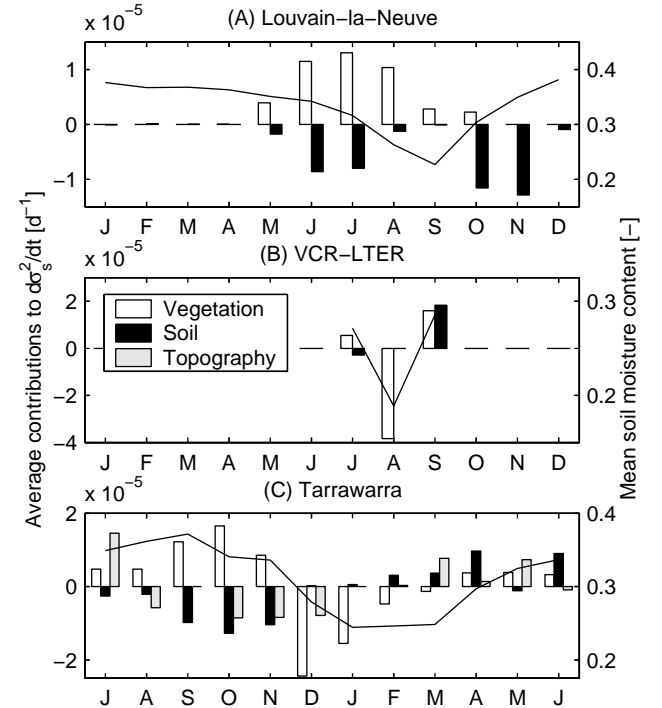 (A) Louvain−la−Neuve
x 10⁻⁵
1
0
−1
0.4
0.3
0.2
J F M A M J J A S O N D
(B) VCR−LTER
x 10⁻⁵
2
0
−2
−4
0.3
0.2
Vegetation
Soil
Topography
J F M A M J J A S O N D
(C) Tarrawarra
x 10⁻⁵
2
0
−2
0.4
0.3
0.2
J A S O N D J F M A M J
Average contributions to dσₛ²/dt [d⁻¹]
Mean soil moisture content [−]